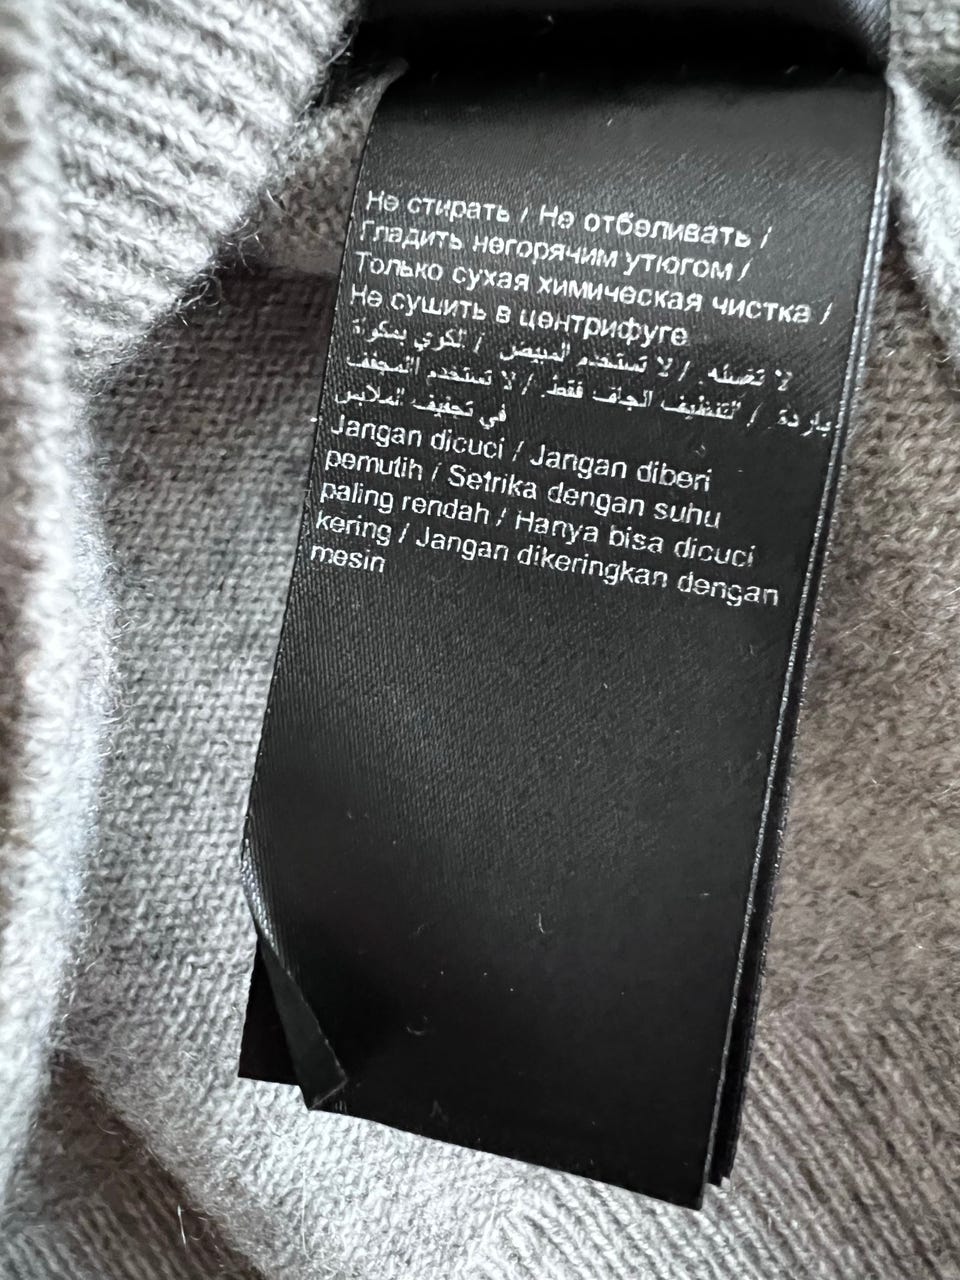 Не стирать / Не отбеливать /
Гладить негорячим утюгом /
Только сухая химическая чистка /
Не сушить в центрифуге
لا تغسله. / لا تستخدم المبيض / الكوي بمكواة
باردة. / التنظيف الجاف فقط. / لا تستخدم المجفف
في تجفيف الملابس
Jangan dicuci / Jangan diberi
pemutih / Setrika dengan suhu
paling rendah / Hanya bisa dicuci
kering / Jangan dikeringkan dengan
mesin